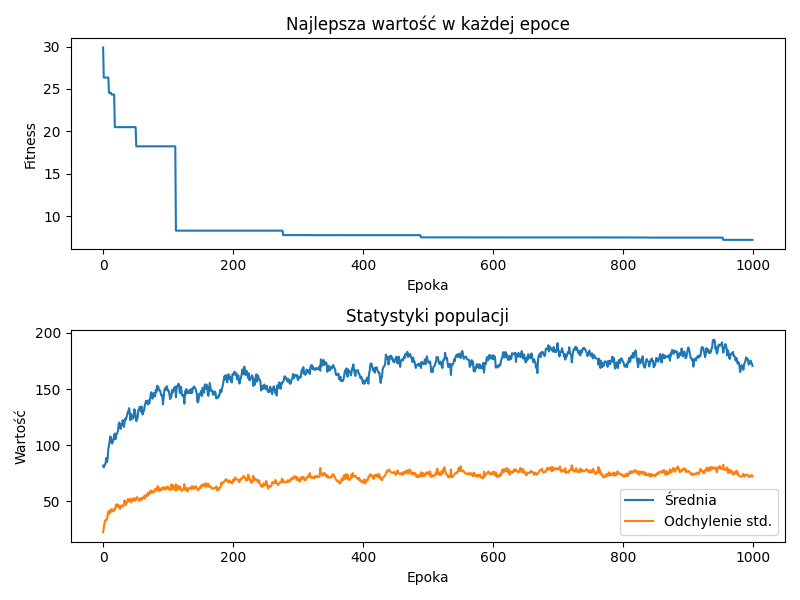 Najlepsza wartość w każdej epoce
30
25
20
15
10
Fitness
0 200 400 600 800 1000
Epoka
Statystyki populacji
200
150
100
50
Wartość
Średnia
Odchylenie std.
0 200 400 600 800 1000
Epoka